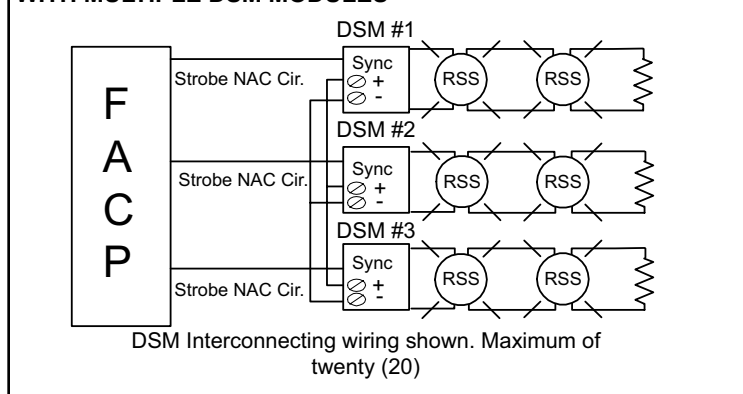 WITH MULTIPLE DSM MODULES
DSM #1
FACP
Strobe NAC Cir.
Sync
+
-
RSS
RSS
DSM #2
Strobe NAC Cir.
Sync
+
-
RSS
RSS
DSM #3
Strobe NAC Cir.
Sync
+
-
RSS
RSS
DSM Interconnecting wiring shown. Maximum of
twenty (20)